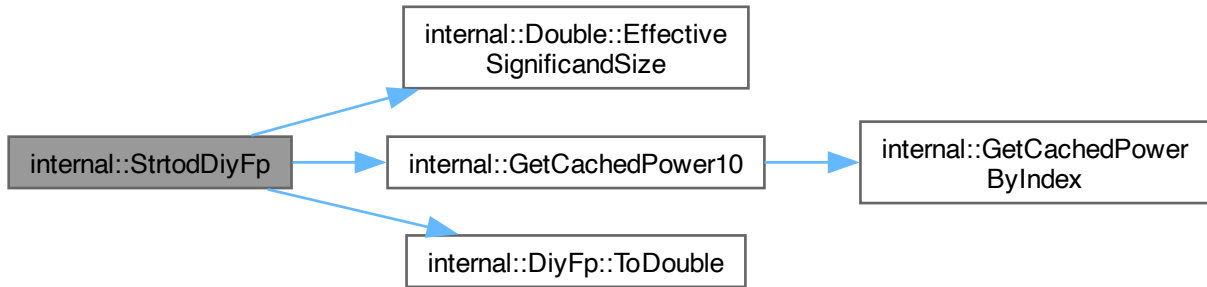 internal::Double::Effective
SignificandSize
internal::StrtodDiyFp
internal::GetCachedPower10
internal::GetCachedPower
ByIndex
internal::DiyFp::ToDouble